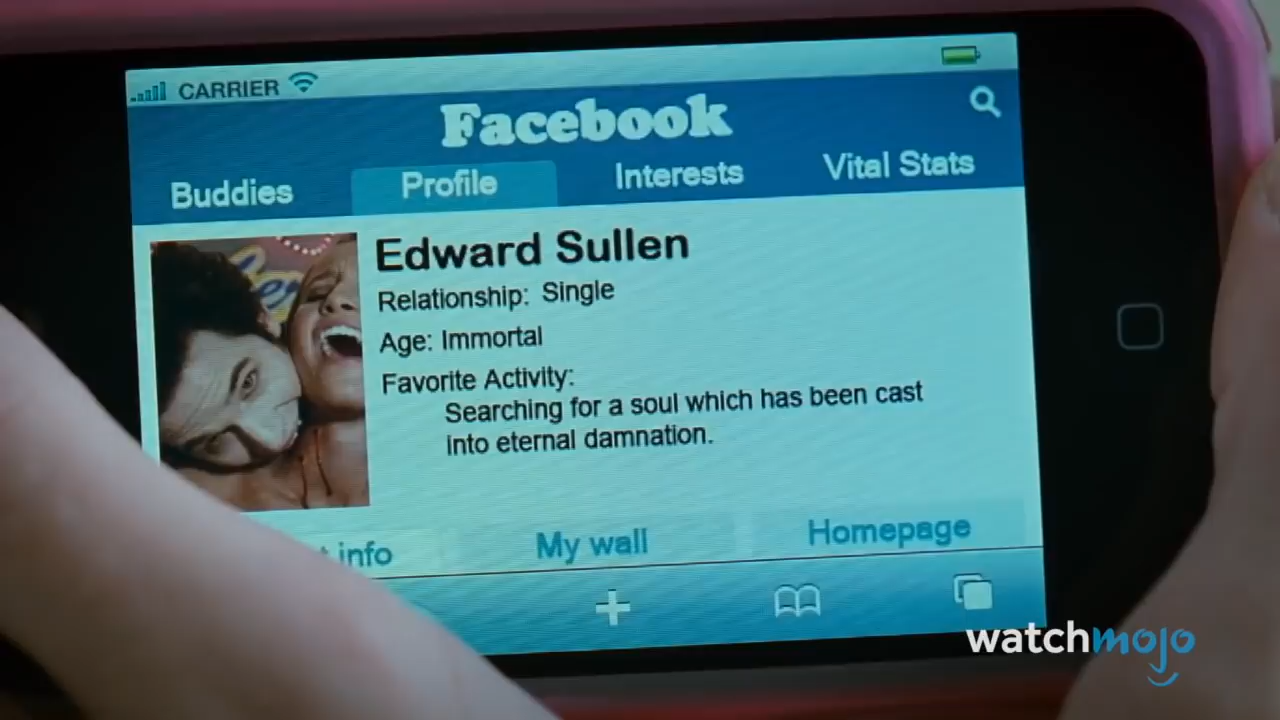 CARRIER
Facebook
Buddies Profile Interests Vital Stats
Edward Sullen
Relationship: Single
Age: Immortal
Favorite Activity:
Searching for a soul which has been cast
into eternal damnation.
info My wall Homepage
watchmojo